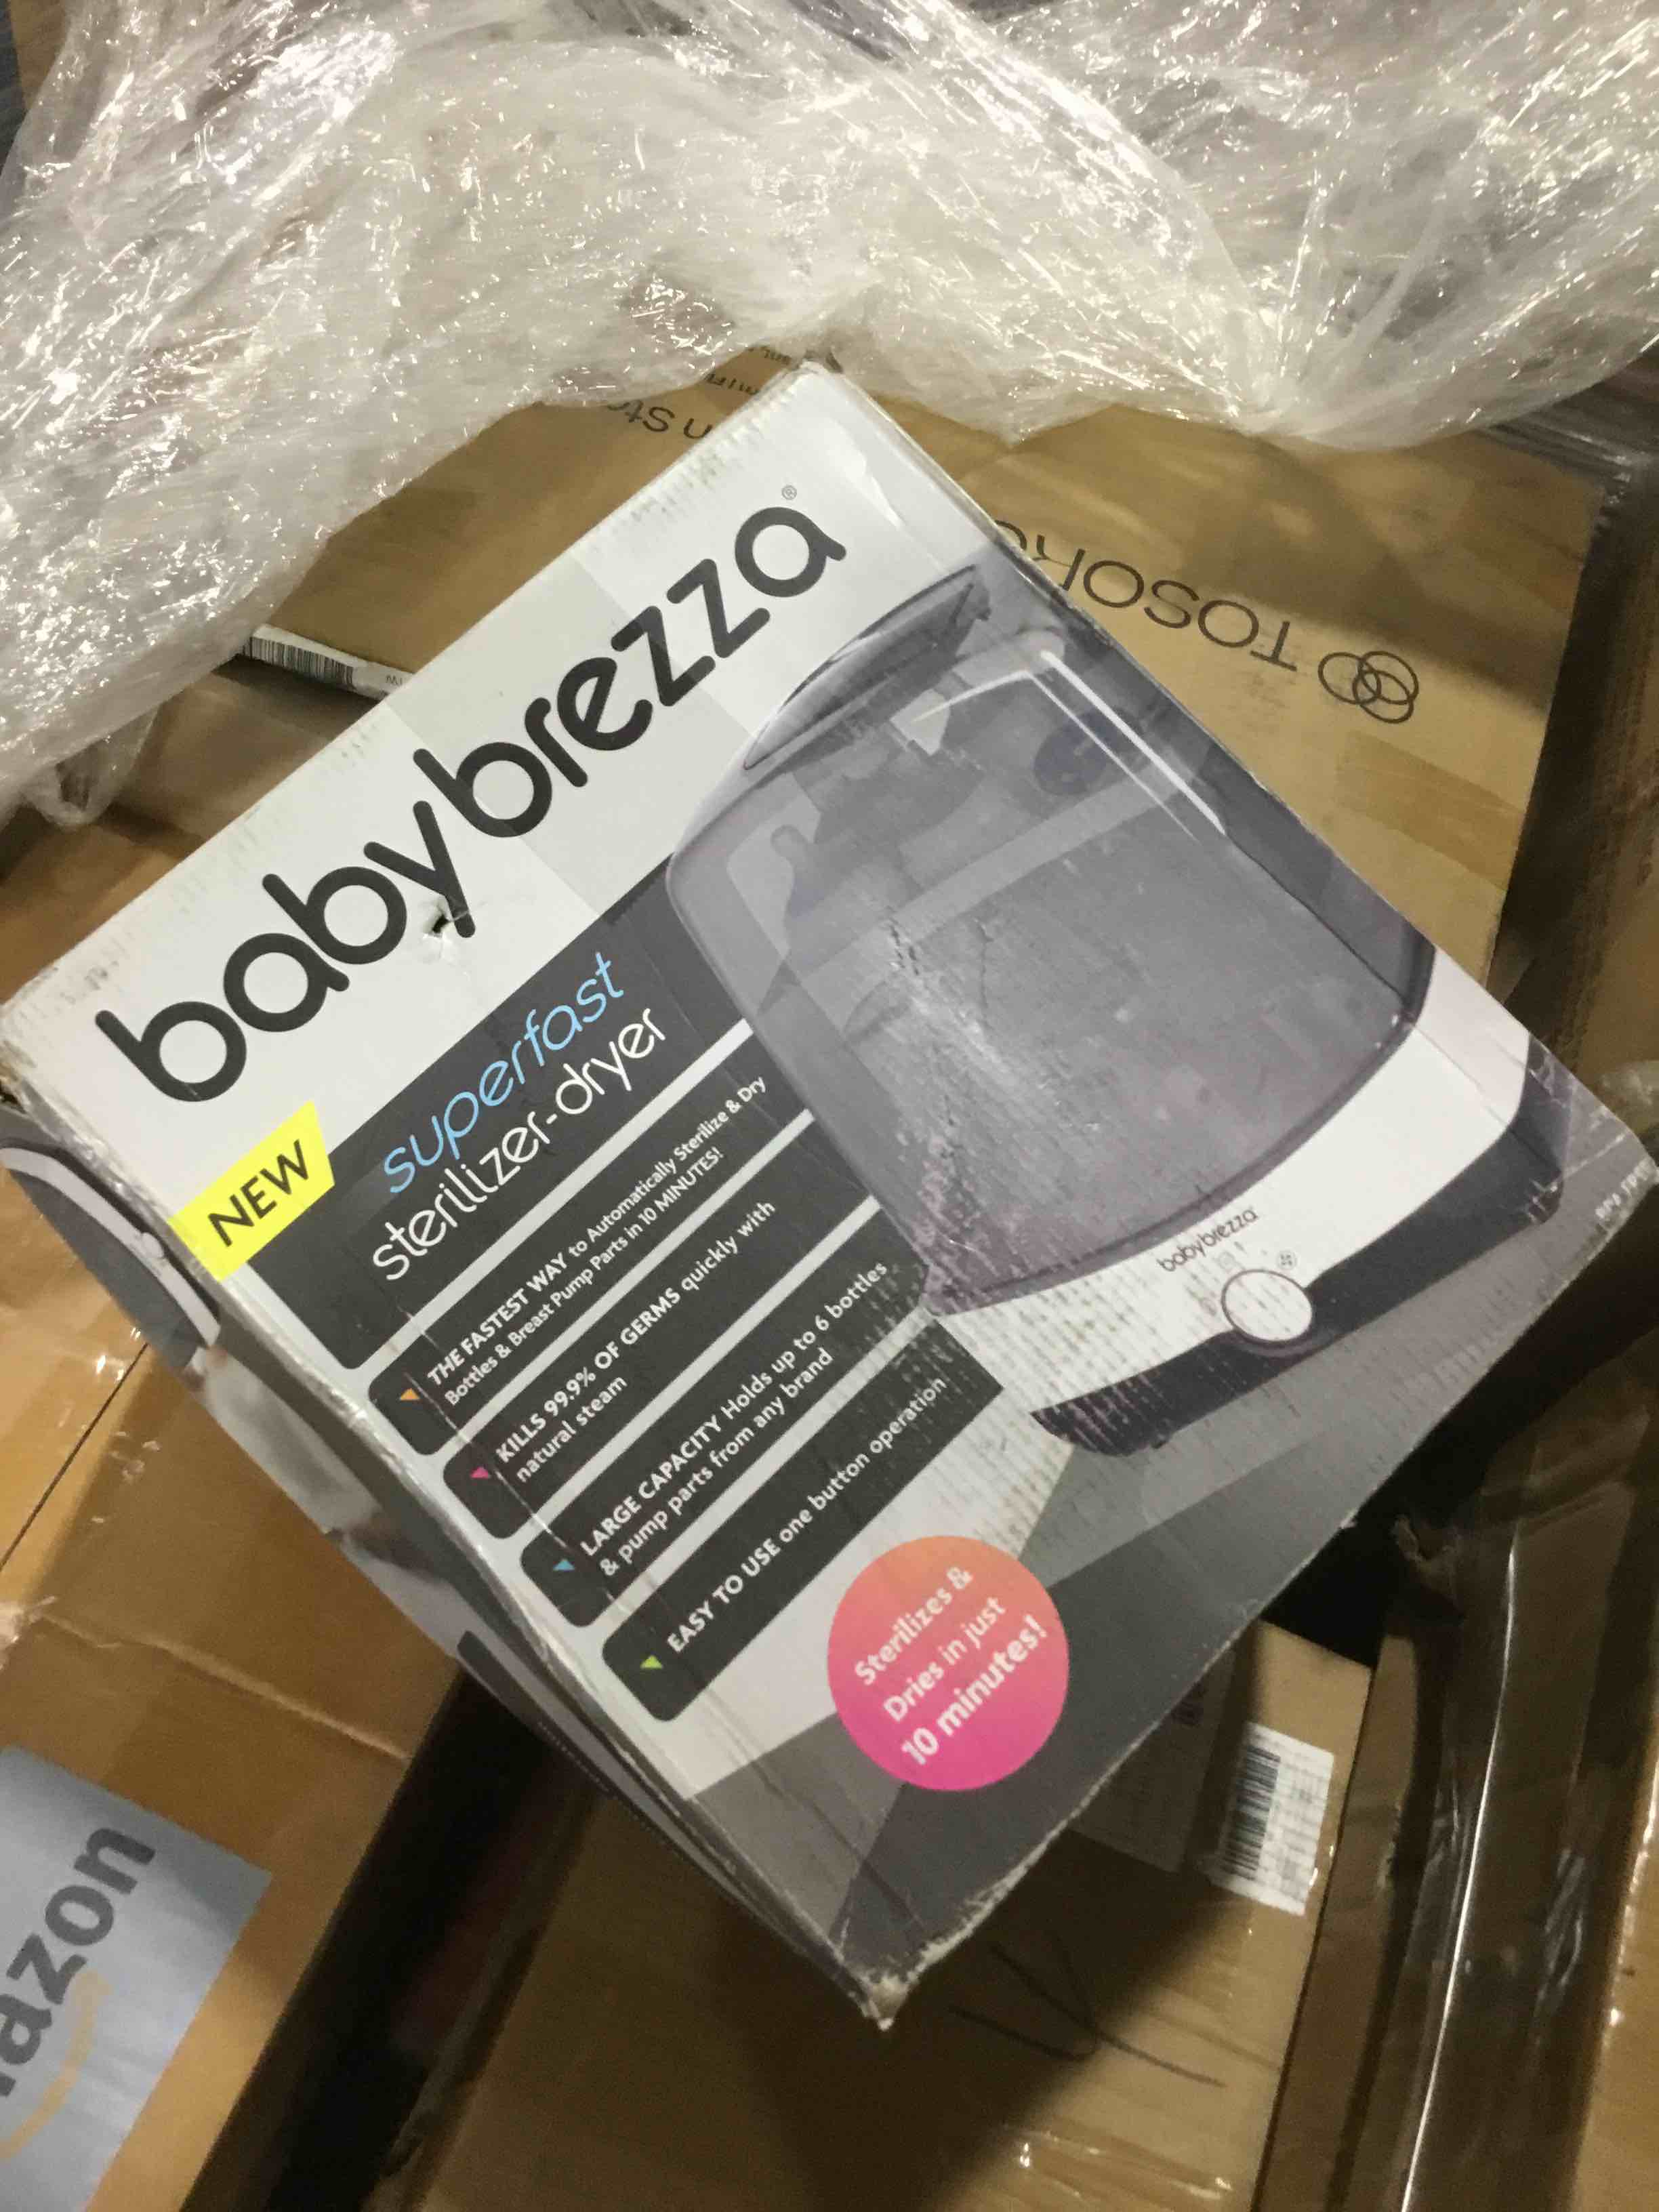 babybrezza®
NEW
superfast
sterilizer-dryer
THE FASTEST WAY to Automatically Sterilize & Dry
Bottles & Breast Pump Parts in 10 MINUTES!
KILLS 99.9% OF GERMS quickly with
natural steam
LARGE CAPACITY Holds up to 6 bottles
& pump parts from any brand
EASY TO USE one button operation
Sterilizes &
Dries in just
10 minutes!
babybrezza
TOSOK
azon